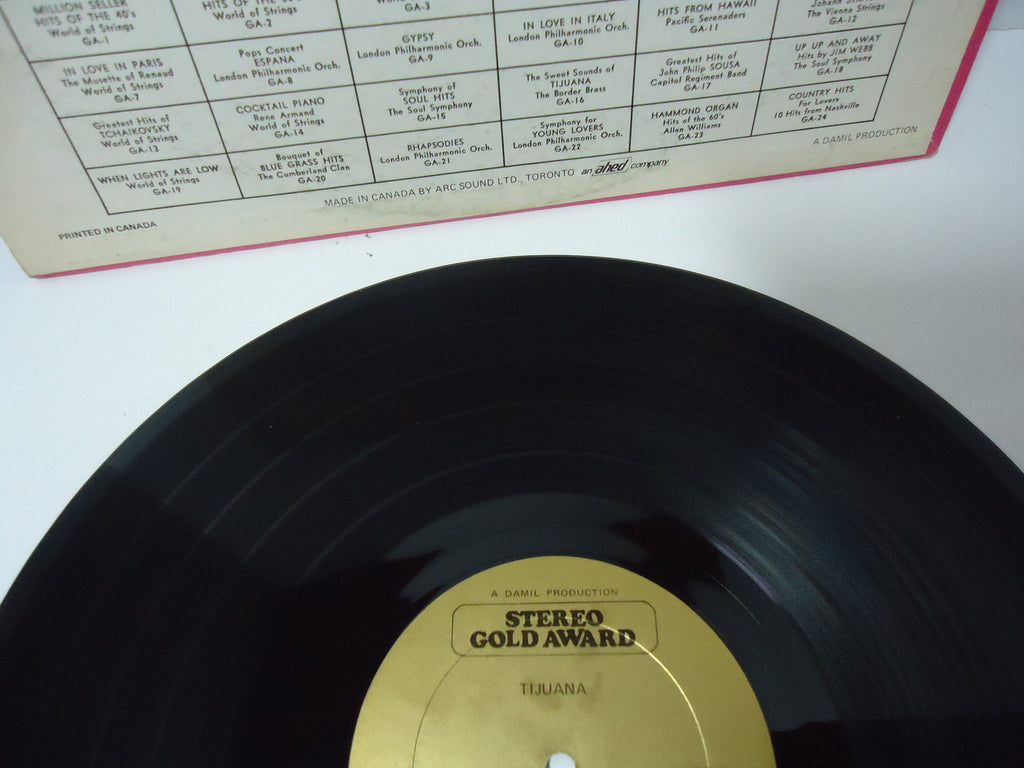 MILLION SELLER
HITS OF THE 40's
World of Strings
GA-1
HITS OF THE
World of Strings
GA-2
GA-3
IN LOVE IN ITALY
London Philharmonic Orch.
GA-10
HITS FROM HAWAII
Pacific Serenaders
GA-11
The Vienna Strings
GA-12
IN LOVE IN PARIS
The Musette of Renaud
World of Strings
GA-7
Pops Concert
ESPANA
London Philharmonic Orch.
GA-8
GYPSY
London Philharmonic Orch.
GA-9
The Sweet Sounds of
TIJUANA
The Border Brass
GA-16
Greatest Hits of
John Philip SOUSA
Capitol Regiment Band
GA-17
UP UP AND AWAY
Hits by JIM WEBB
The Soul Symphony
GA-18
Greatest Hits of
TCHAIKOVSKY
World of Strings
GA-13
COCKTAIL PIANO
Rene Armand
World of Strings
GA-14
Symphony of
SOUL HITS
The Soul Symphony
GA-15
Symphony for
YOUNG LOVERS
London Philharmonic Orch.
GA-22
HAMMOND ORGAN
Hits of the 60's
Allen Williams
GA-23
COUNTRY HITS
For Lovers
10 Hits from Nashville
GA-24
WHEN LIGHTS ARE LOW
World of Strings
GA-19
Bouquet of
BLUE GRASS HITS
The Cumberland Clan
GA-20
RHAPSODIES
London Philharmonic Orch.
GA-21
A DAMIL PRODUCTION
MADE IN CANADA BY ARC SOUND LTD., TORONTO an ahed company
PRINTED IN CANADA
A DAMIL PRODUCTION
STEREO
GOLD AWARD
TIJUANA